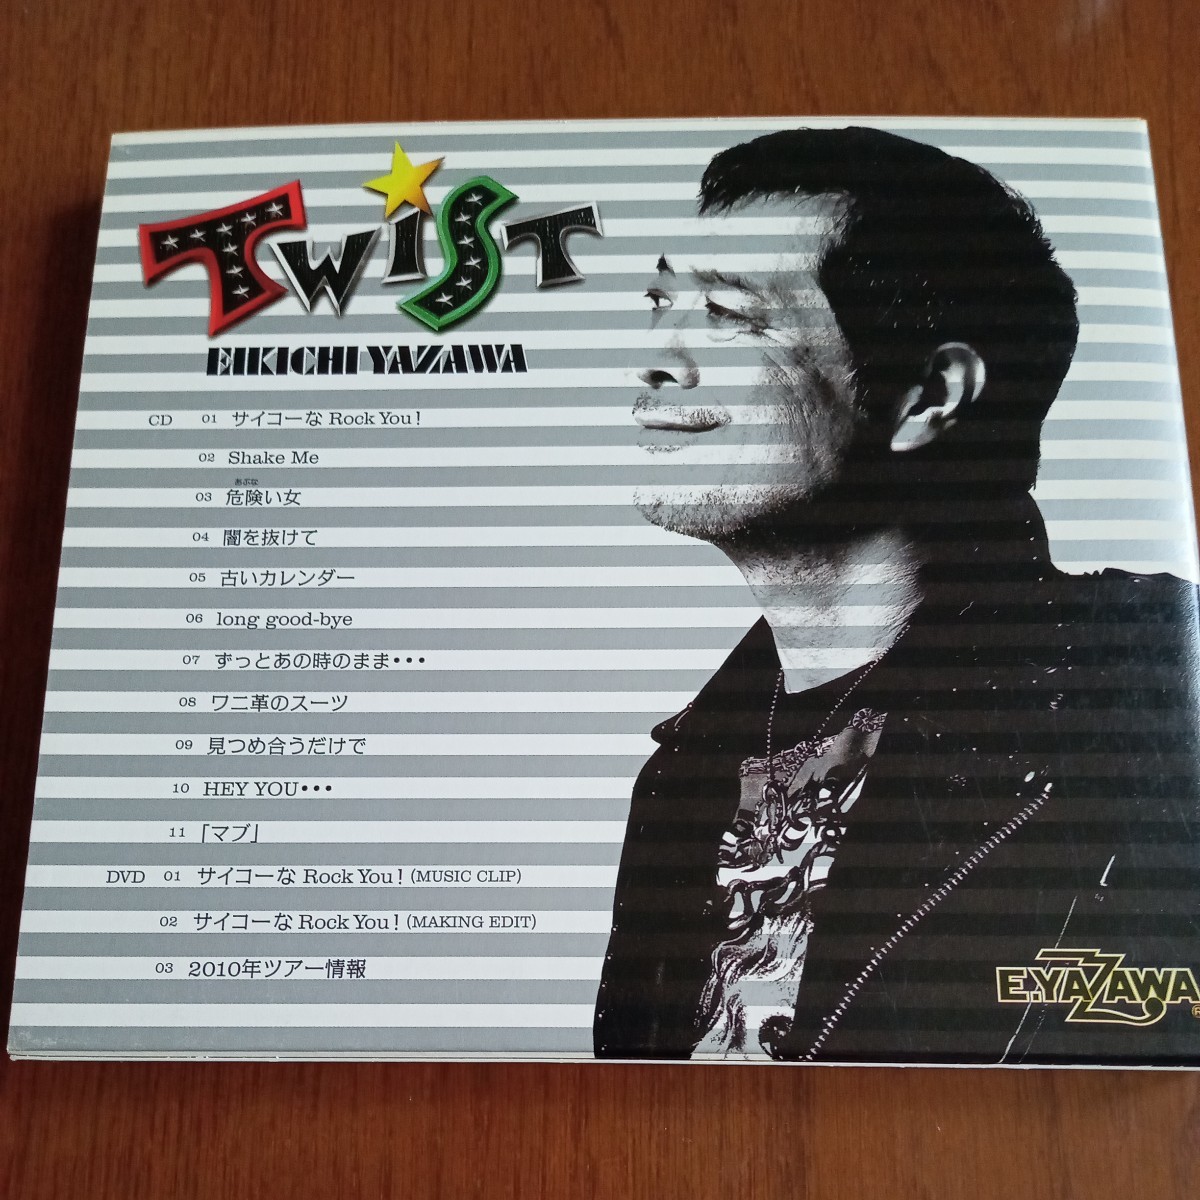 TWiST
EIKICHI YAZAWA
CD 01 サイコーな Rock You!
02 Shake Me
あぶな
03 危険い女
04 闇を抜けて
05 古いカレンダー
06 long good-bye
07 ずっとあの時のまま・・・
08 ワニ革のスーツ
09 見つめ合うだけで
10 HEY YOU・・・
11 「マブ」
DVD 01 サイコーな Rock You! (MUSIC CLIP)
02 サイコーな Rock You! (MAKING EDIT)
03 2010年ツアー情報
E.YAZAWA
®